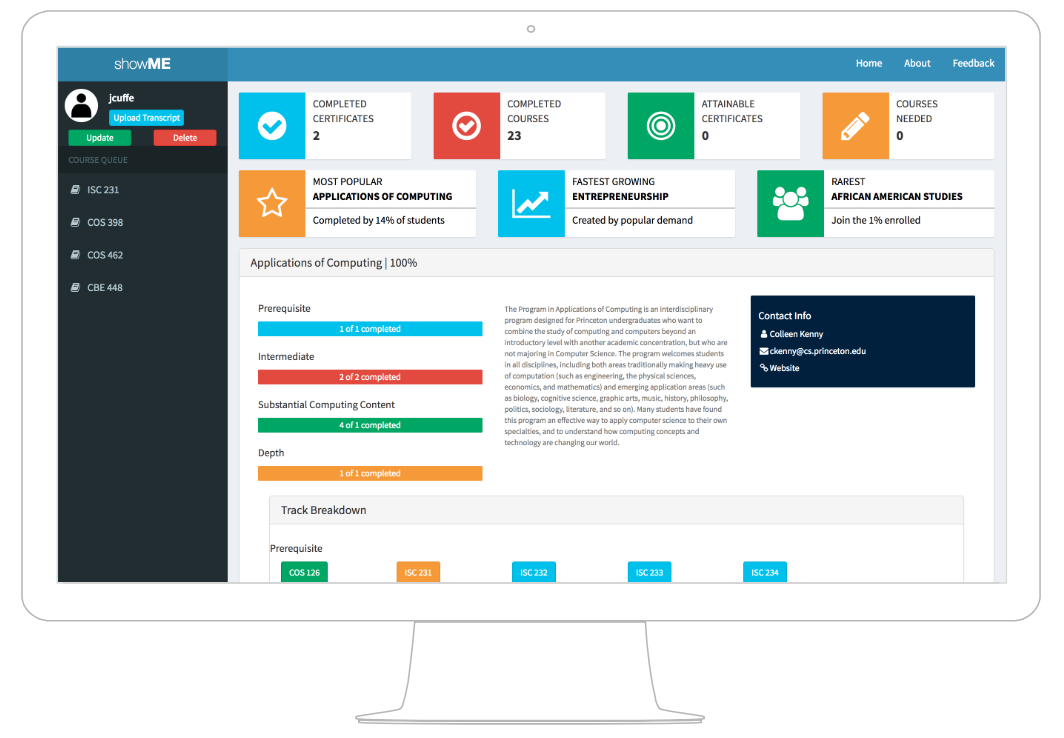 showME
Home About Feedback
jcuffe
Upload Transcript
Update Delete
COURSE QUEUE
ISC 231
COS 398
COS 462
CBE 448
COMPLETED
CERTIFICATES
2
COMPLETED
COURSES
23
ATTAINABLE
CERTIFICATES
0
COURSES
NEEDED
0
MOST POPULAR
APPLICATIONS OF COMPUTING
Completed by 14% of students
FASTEST GROWING
ENTREPRENEURSHIP
Created by popular demand
RAREST
AFRICAN AMERICAN STUDIES
Join the 1% enrolled
Applications of Computing | 100%
Prerequisite
1 of 1 completed
Intermediate
2 of 2 completed
Substantial Computing Content
4 of 1 completed
Depth
1 of 1 completed
The Program in Applications of Computing is an interdisciplinary
program designed for Princeton undergraduates who want to
combine the study of computing and computers beyond an
introductory level with another academic concentration, but who are
not majoring in Computer Science. The program welcomes students
in all disciplines, including both areas traditionally making heavy use
of computation (such as engineering, the physical sciences,
economics, and mathematics) and emerging application areas (such
as biology, cognitive science, graphic arts, music, history, philosophy,
politics, sociology, literature, and so on). Many students have found
this program an effective way to apply computer science to their own
specialties, and to understand how computing concepts and
technology are changing our world.
Contact Info
Colleen Kenny
ckenny@cs.princeton.edu
Website
Track Breakdown
Prerequisite
COS 126 ISC 231 ISC 232 ISC 233 ISC 234